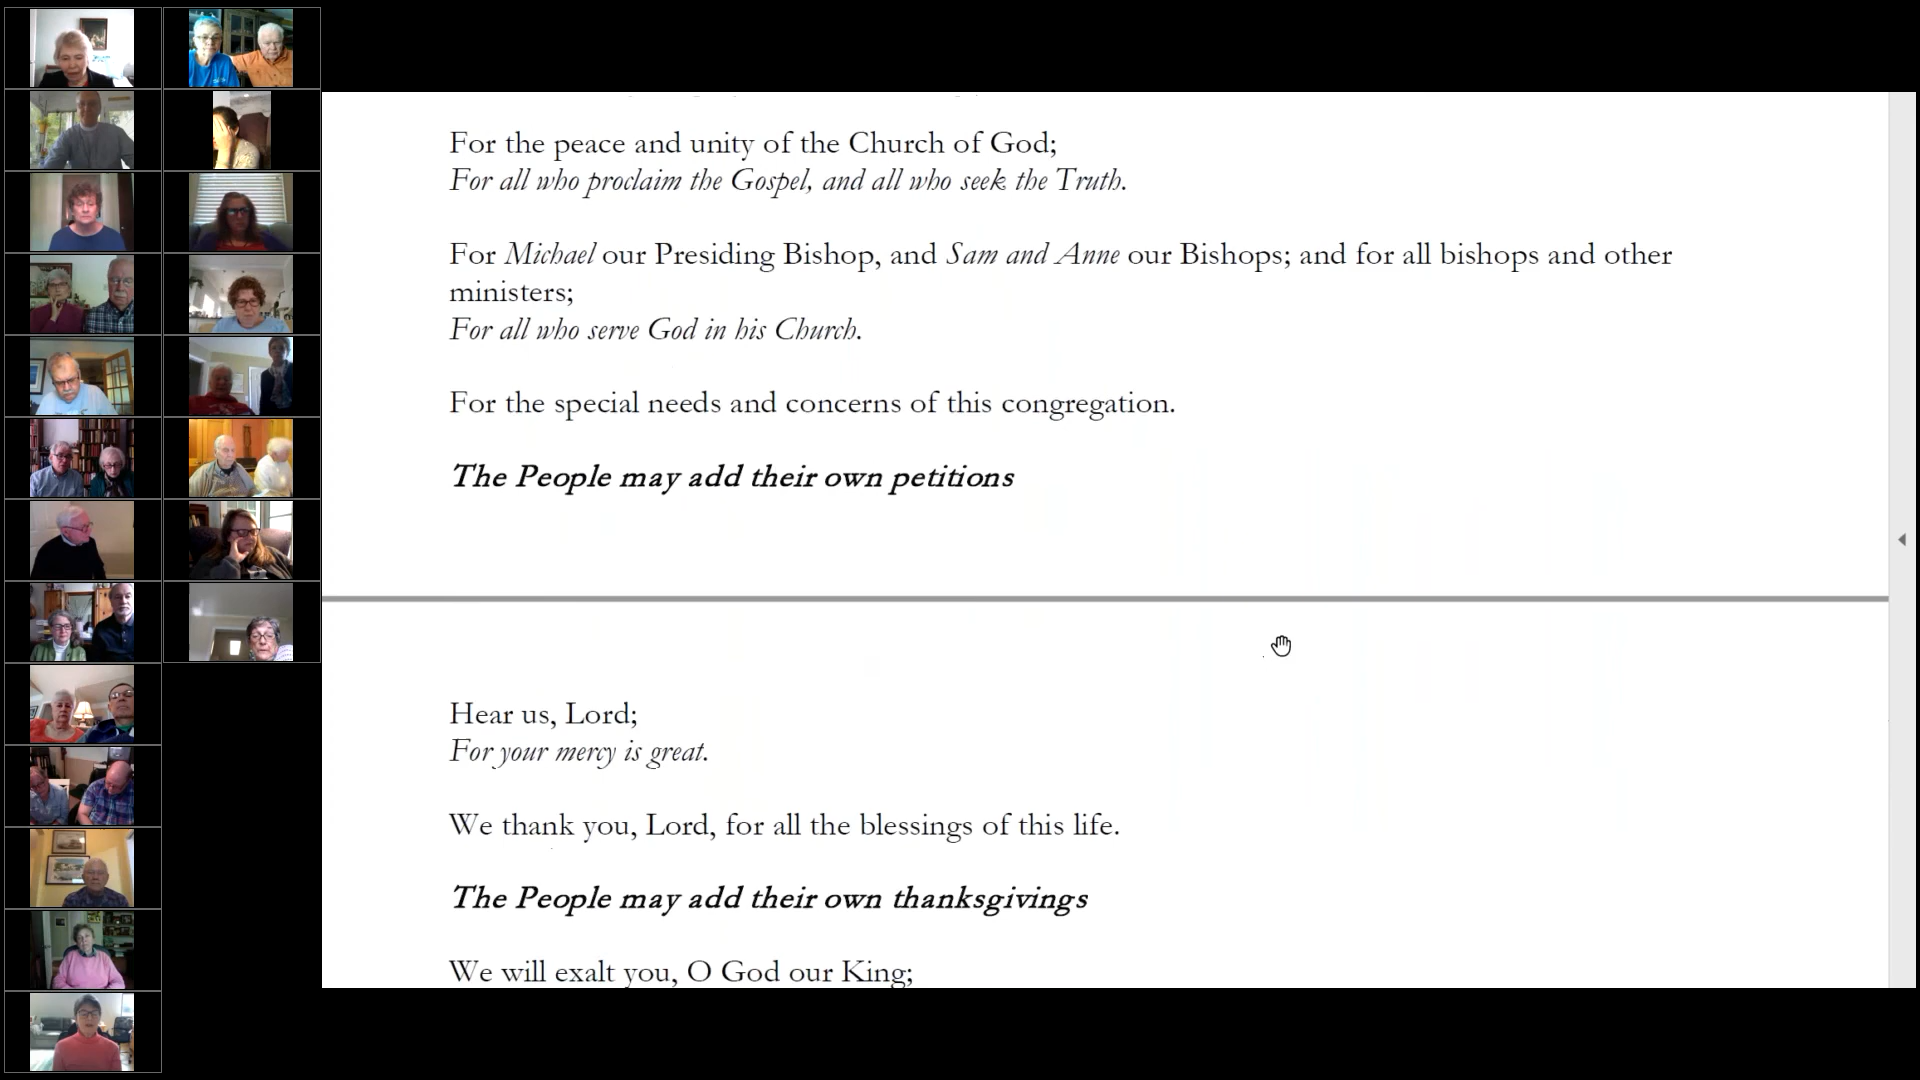 For the peace and unity of the Church of God;
For all who proclaim the Gospel, and all who seek the Truth.
For Michael our Presiding Bishop, and Sam and Anne our Bishops; and for all bishops and other
ministers;
For all who serve God in his Church.
For the special needs and concerns of this congregation.
The People may add their own petitions
Hear us, Lord;
For your mercy is great.
We thank you, Lord, for all the blessings of this life.
The People may add their own thanksgivings
We will exalt you, O God our King;